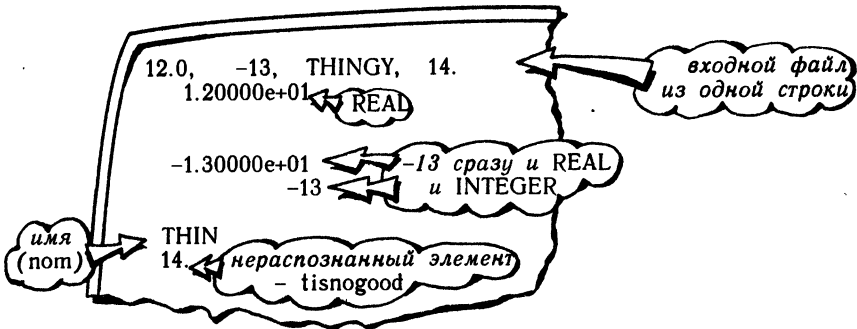 12.0, -13, THINGY, 14.
входной файл
из одной строки
1.20000e+01
REAL
-1.30000e+01
-13 сразу и REAL
-13
и INTEGER
имя
(nom)
THIN
14.
нераспознанный элемент
- tisnogood